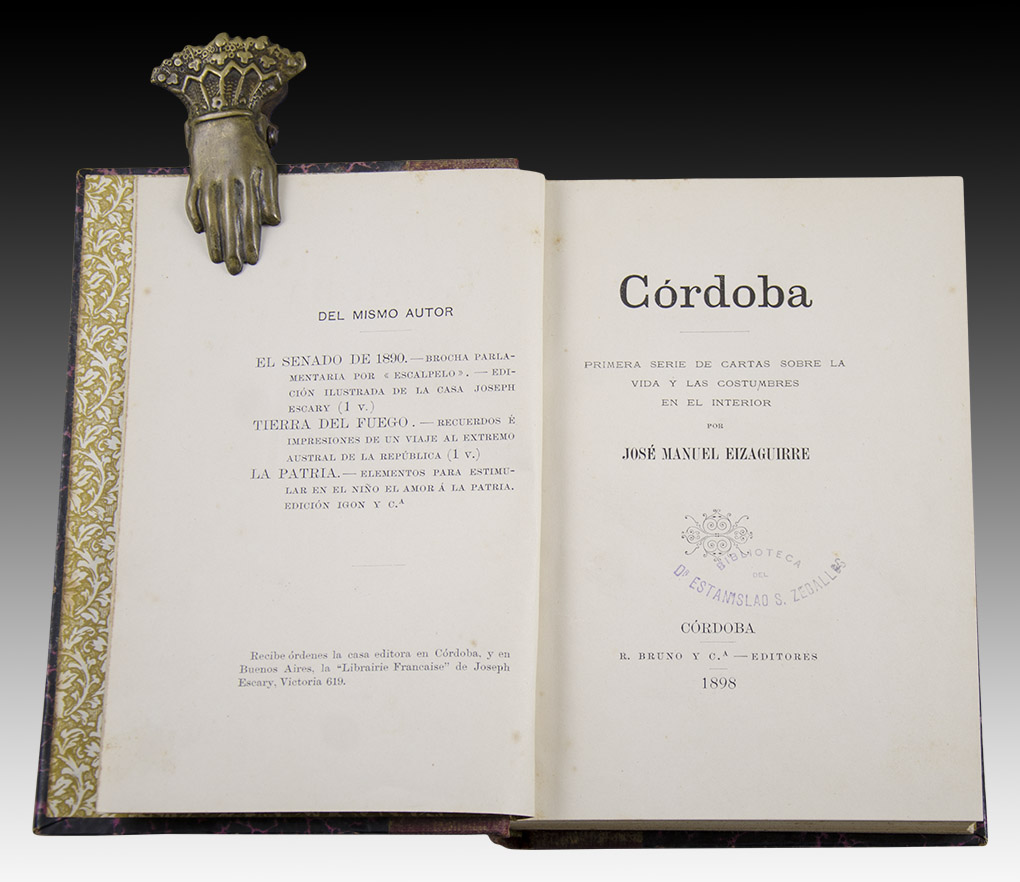 DEL MISMO AUTOR
EL SENADO DE 1890.—BROCHA PARLA-
MENTARIA POR « ESCALPELO ». — EDI-
CIÓN ILUSTRADA DE LA CASA JOSEPH
ESCARY (1 V.)
TIERRA DEL FUEGO. — RECUERDOS É
IMPRESIONES DE UN VIAJE AL EXTREMO
AUSTRAL DE LA REPÚBLICA (1 V.)
LA PATRIA.— ELEMENTOS PARA ESTIMU-
LAR EN EL NIÑO EL AMOR Á LA PATRIA.
EDICIÓN IGON Y C.ᴬ
Recibe órdenes la casa editora en Córdoba, y en
Buenos Aires, la "Librairie Francaise" de Joseph
Escary, Victoria 619.
Córdoba
PRIMERA SERIE DE CARTAS SOBRE LA
VIDA Y LAS COSTUMBRES
EN EL INTERIOR
POR
JOSÉ MANUEL EIZAGUIRRE
BIBLIOTECA
DEL
Dr ESTANISLAO S. ZEBALLOS
CÓRDOBA
R. BRUNO Y C.ᴬ — EDITORES
1898